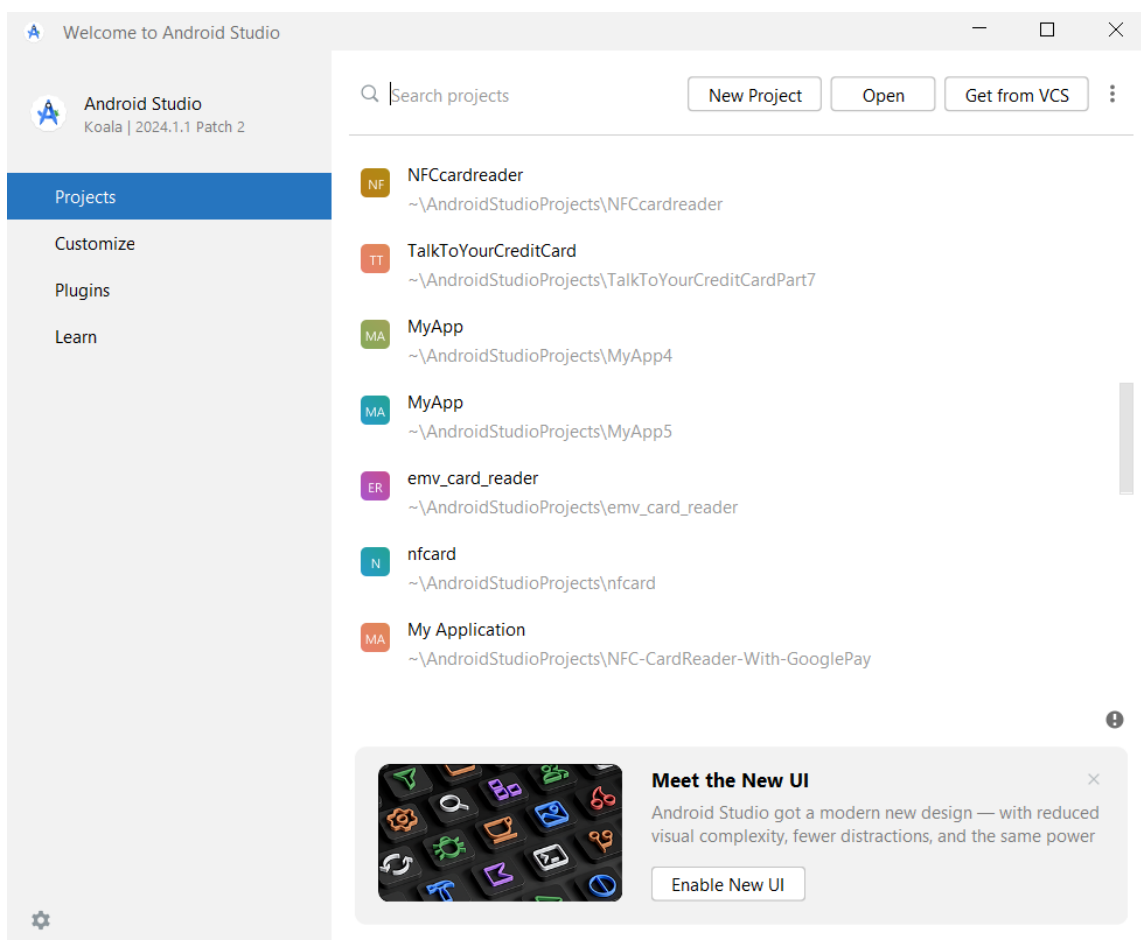 Welcome to Android Studio
Android Studio
Koala | 2024.1.1 Patch 2
Projects
Customize
Plugins
Learn
Search projects
New Project
Open
Get from VCS
NF
NFCcardreader
~\AndroidStudioProjects\NFCcardreader
TT
TalkToYourCreditCard
~\AndroidStudioProjects\TalkToYourCreditCardPart7
MA
MyApp
~\AndroidStudioProjects\MyApp4
MA
MyApp
~\AndroidStudioProjects\MyApp5
ER
emv_card_reader
~\AndroidStudioProjects\emv_card_reader
N
nfcard
~\AndroidStudioProjects\nfcard
MA
My Application
~\AndroidStudioProjects\NFC-CardReader-With-GooglePay
Meet the New UI
Android Studio got a modern new design — with reduced
visual complexity, fewer distractions, and the same power
Enable New UI